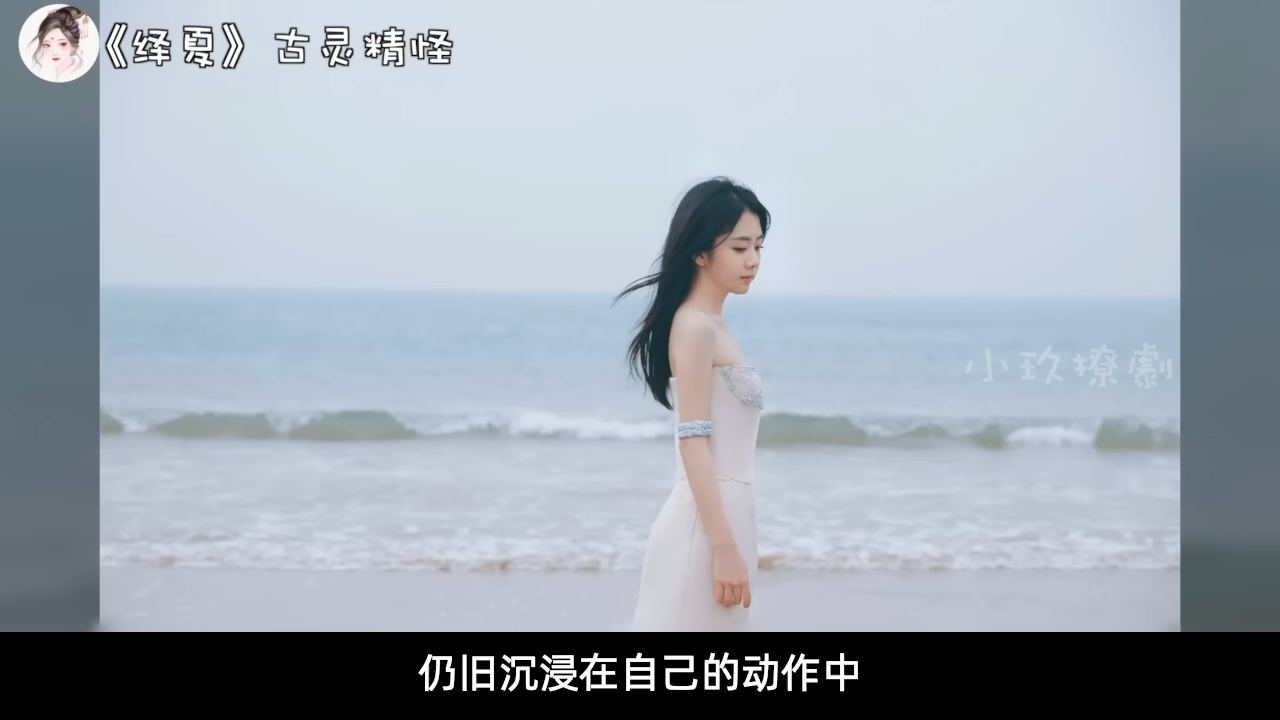 《绎夏》 古灵精怪
小玖撩劇
仍旧沉浸在自己的动作中